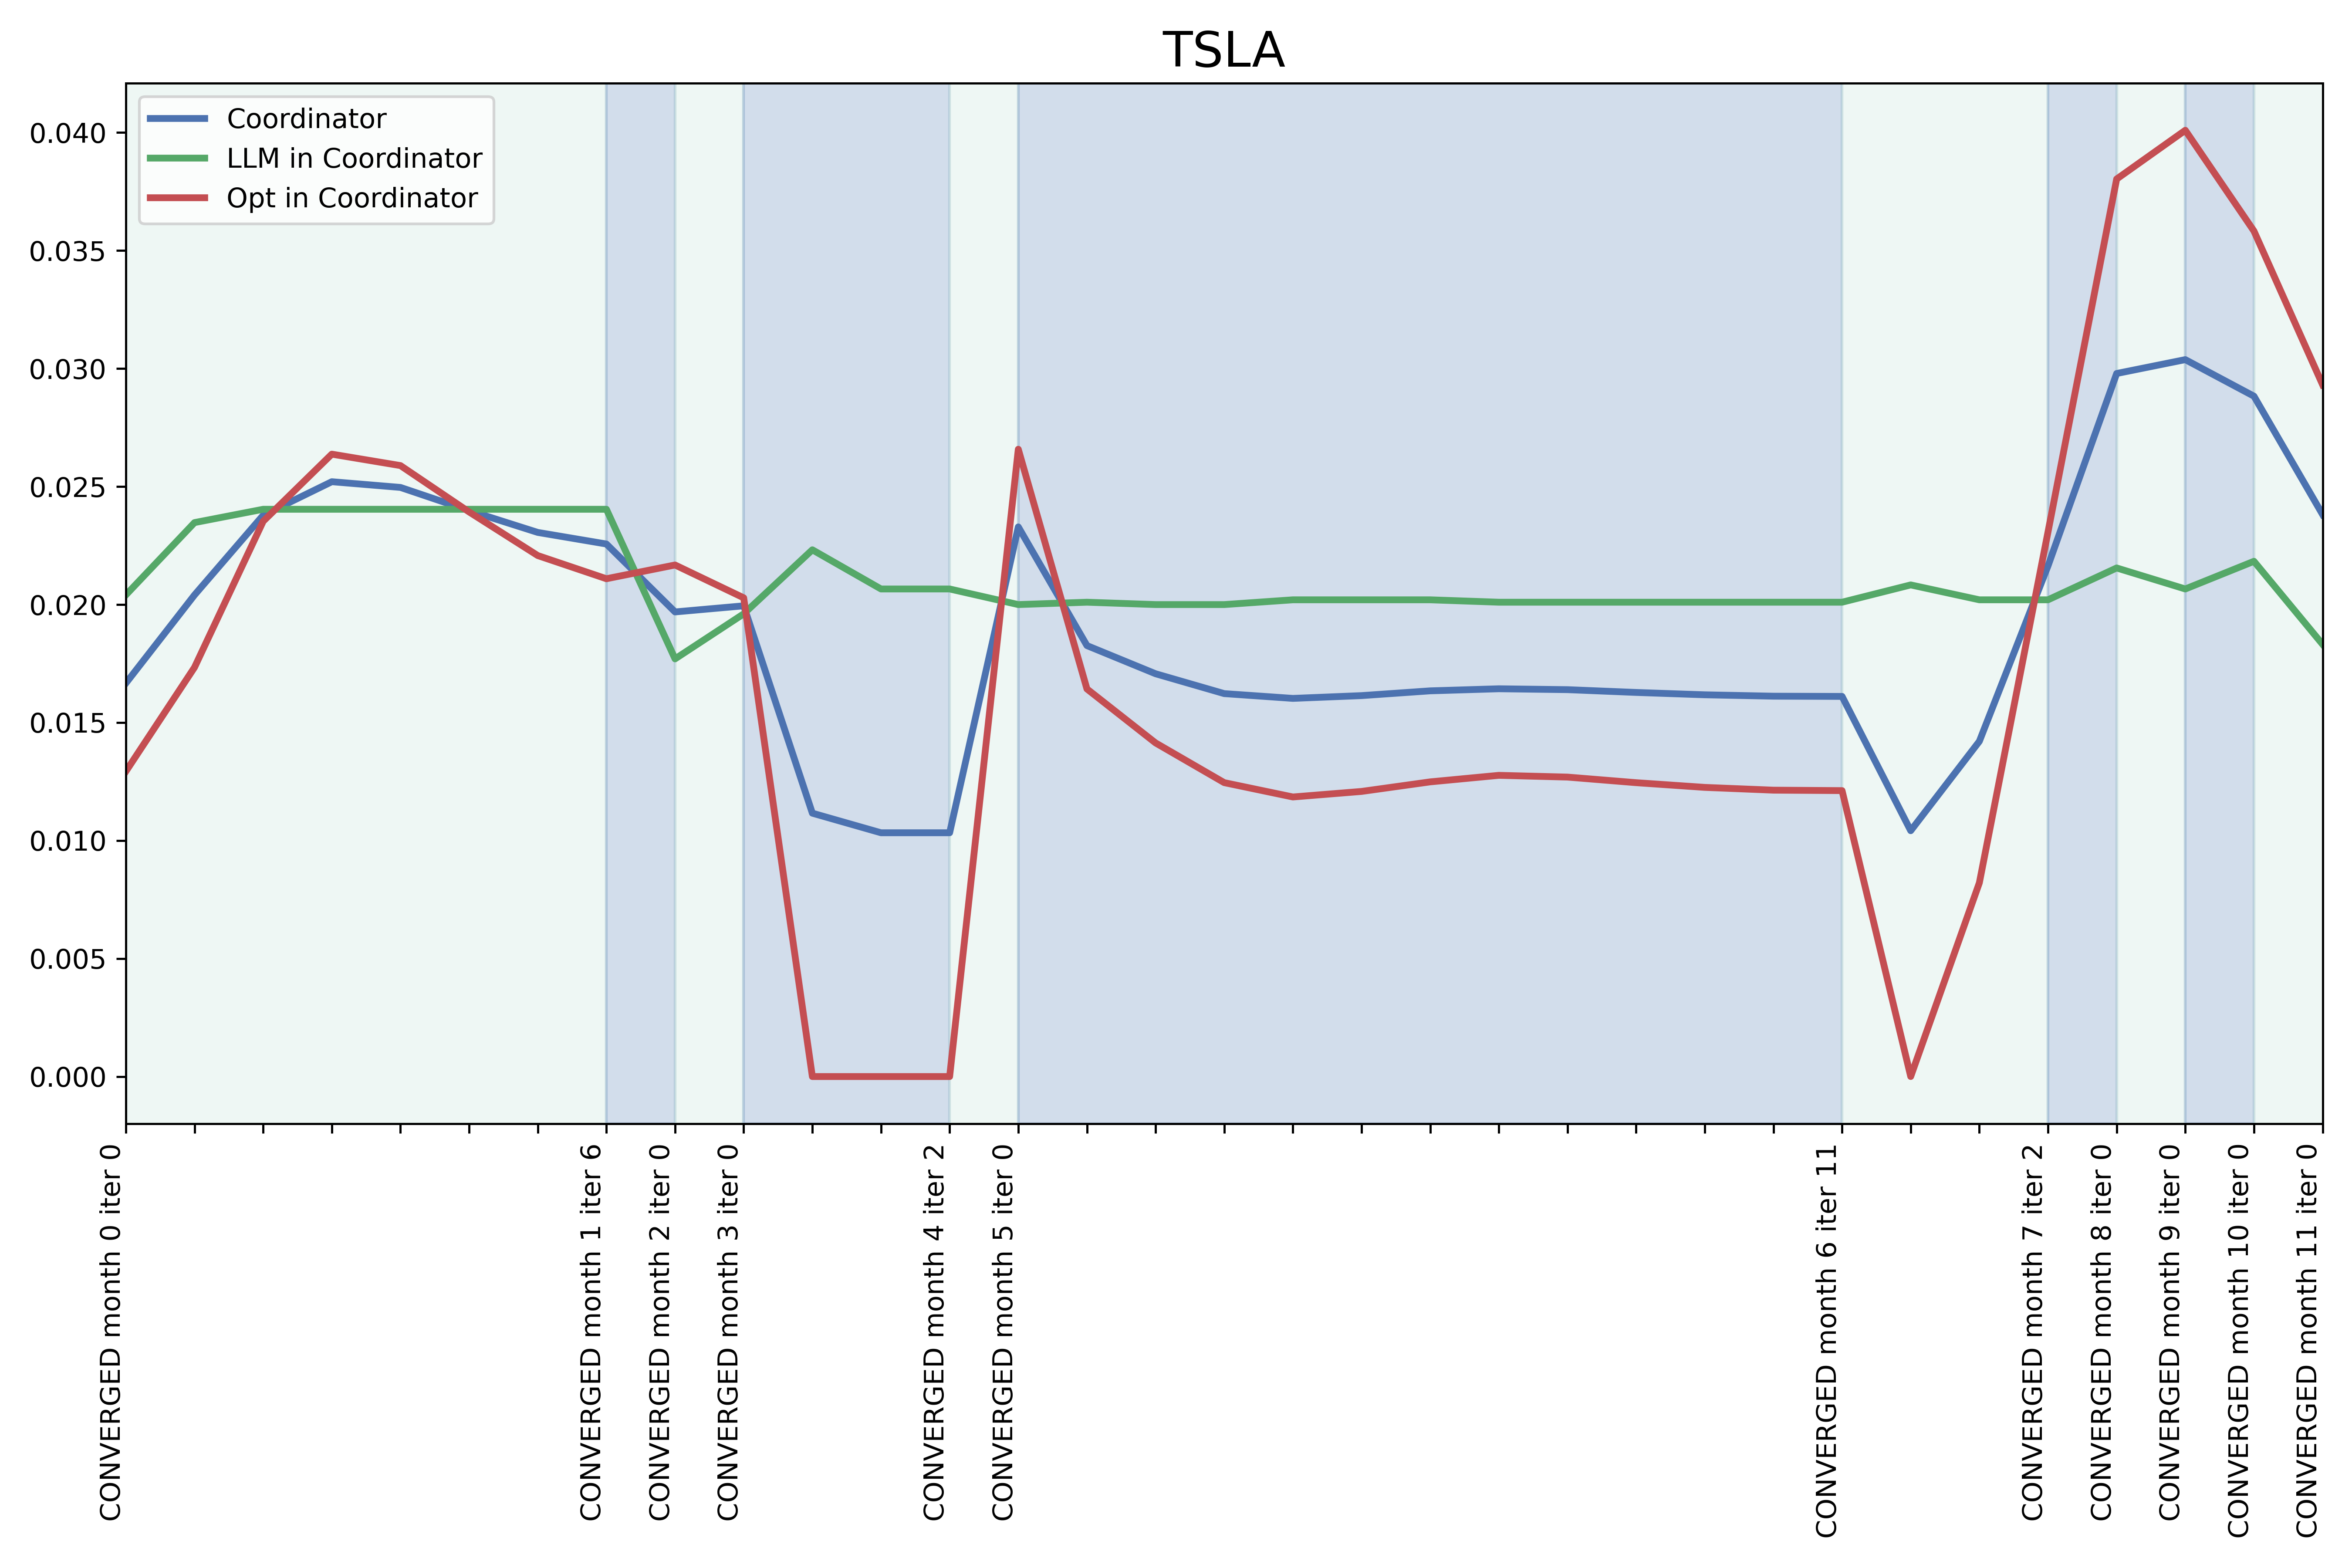 TSLA
Coordinator
LLM in Coordinator
Opt in Coordinator
0.040
0.035
0.030
0.025
0.020
0.015
0.010
0.005
0.000
CONVERGED month 0 iter 0
CONVERGED month 1 iter 6
CONVERGED month 2 iter 0
CONVERGED month 3 iter 0
CONVERGED month 4 iter 2
CONVERGED month 5 iter 0
CONVERGED month 6 iter 11
CONVERGED month 7 iter 2
CONVERGED month 8 iter 0
CONVERGED month 9 iter 0
CONVERGED month 10 iter 0
CONVERGED month 11 iter 0